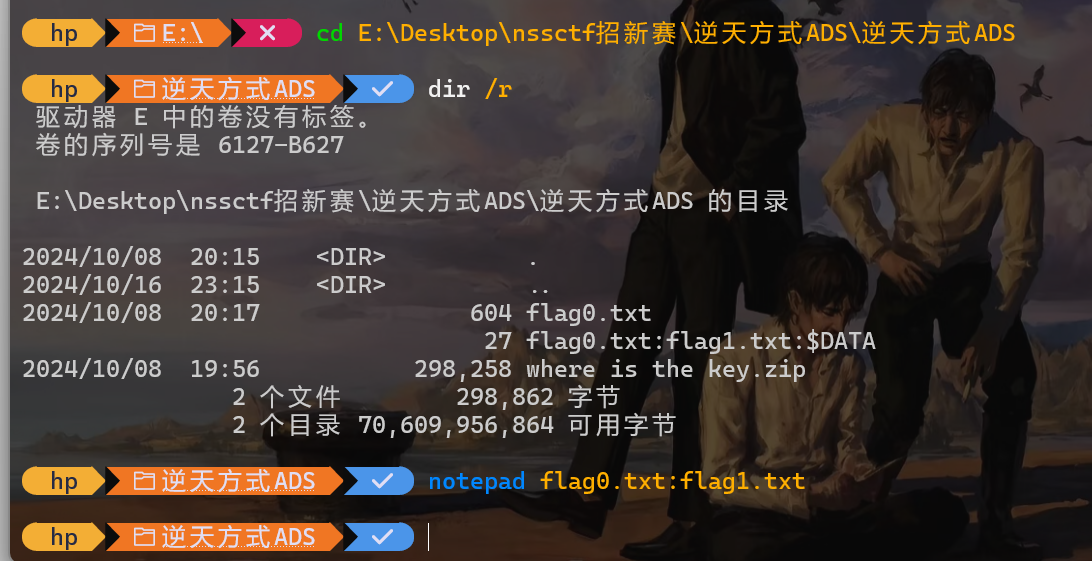 hp E:\ cd E:\Desktop\nssctf招新赛\逆天方式ADS\逆天方式ADS
hp 逆天方式ADS dir /r
驱动器 E 中的卷没有标签。
卷的序列号是 6127-B627
E:\Desktop\nssctf招新赛\逆天方式ADS\逆天方式ADS 的目录
2024/10/08  20:15    <DIR>          .
2024/10/16  23:15    <DIR>          ..
2024/10/08  20:17               604 flag0.txt
27 flag0.txt:flag1.txt:$DATA
2024/10/08  19:56           298,258 where is the key.zip
2 个文件        298,862 字节
2 个目录 70,609,956,864 可用字节
hp 逆天方式ADS notepad flag0.txt:flag1.txt
hp 逆天方式ADS